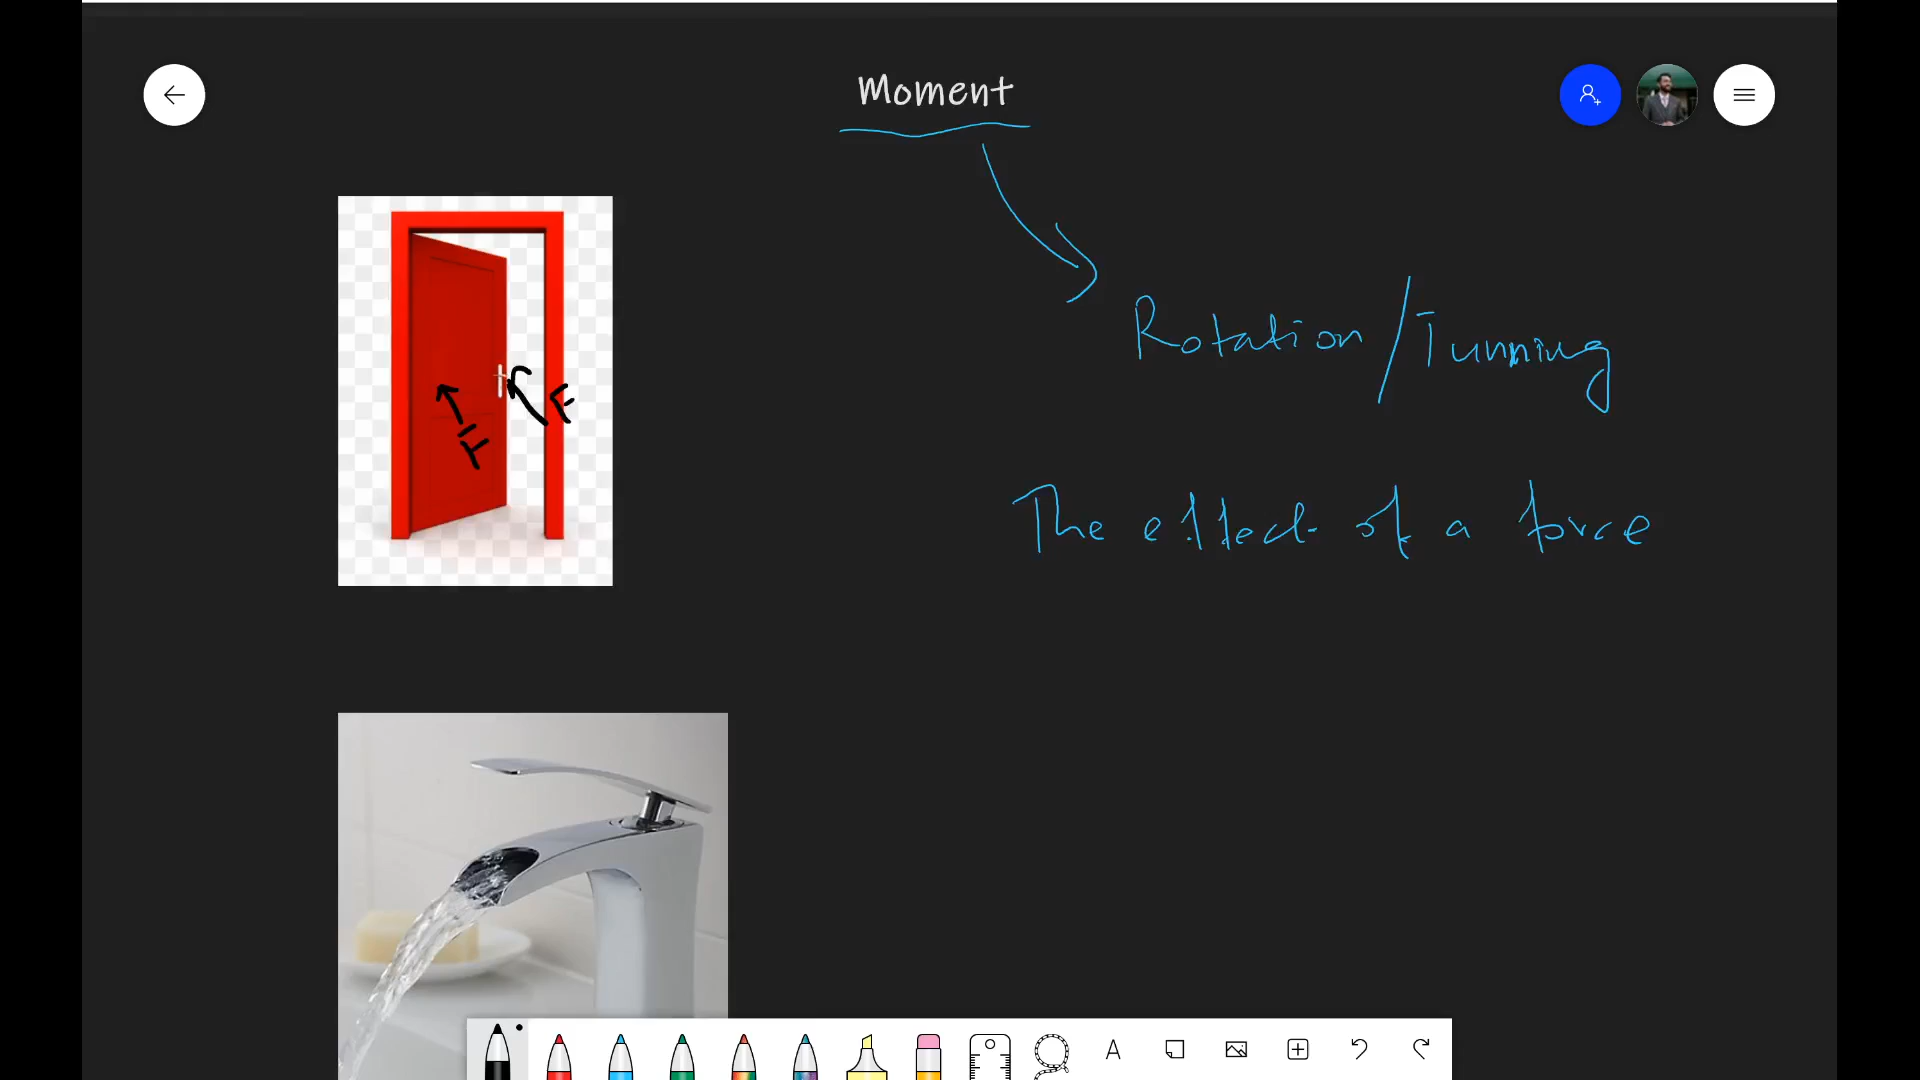 Moment
Rotation/Turning
The effect of a force
F
F
A